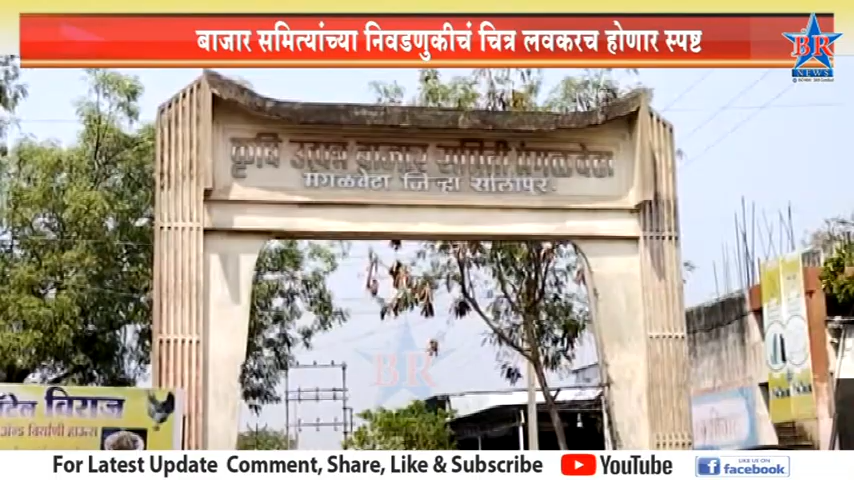 बाजार समित्यांच्या निवडणुकीचं चित्र लवकरच होणार स्पष्ट
BR
NEWS
कृषि उत्पन्न बाजार समिती मंगळवेढा
मंगळवेढा जिल्हा सोलापूर.
BR
हॉटेल विराज
अॅन्ड बिर्याणी हाऊस
For Latest Update Comment, Share, Like & Subscribe
YouTube
LIKE US ON
facebook